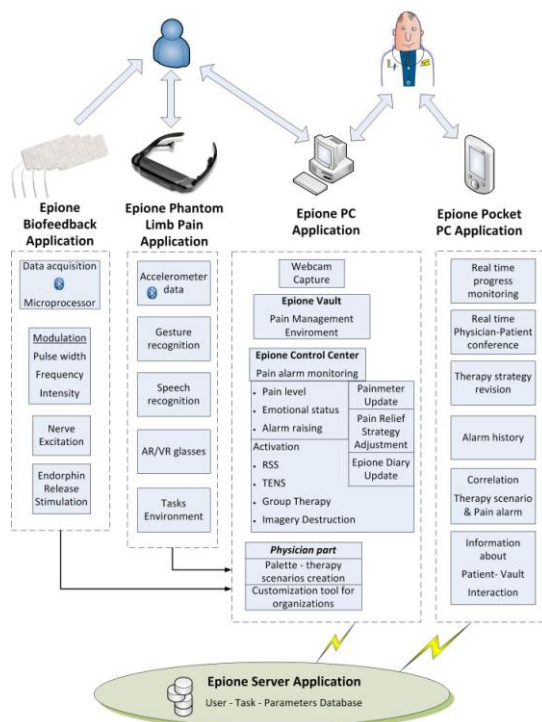 Epione
Biofeedback
Application
Epione Phantom
Limb Pain
Application
Epione PC
Application
Epione Pocket
PC Application
Data acquisition
Microprocessor
Modulation
Pulse width
Frequency
Intensity
Nerve
Excitation
Endorphin
Release
Stimulation
Accelerometer
data
Gesture
recognition
Speech
recognition
AR/VR glasses
Tasks
Environment
Webcam
Capture
Epione Vault
Pain Management
Enviroment
Epione Control Center
Pain alarm monitoring
• Pain level
• Emotional status
• Alarm raising
Activation
• RSS
• TENS
• Group Therapy
• Imagery Destruction
Painmeter
Update
Pain Relief
Strategy
Adjustment
Epione Diary
Update
Physician part
Palette - therapy
scenarios creation
Customization tool for
organizations
Real time
progress
monitoring
Real time
Physician-Patient
conference
Therapy strategy
revision
Alarm history
Correlation
Therapy scenario
& Pain alarm
Information
about
Patient- Vault
Interaction
Epione Server Application
User - Task - Parameters Database